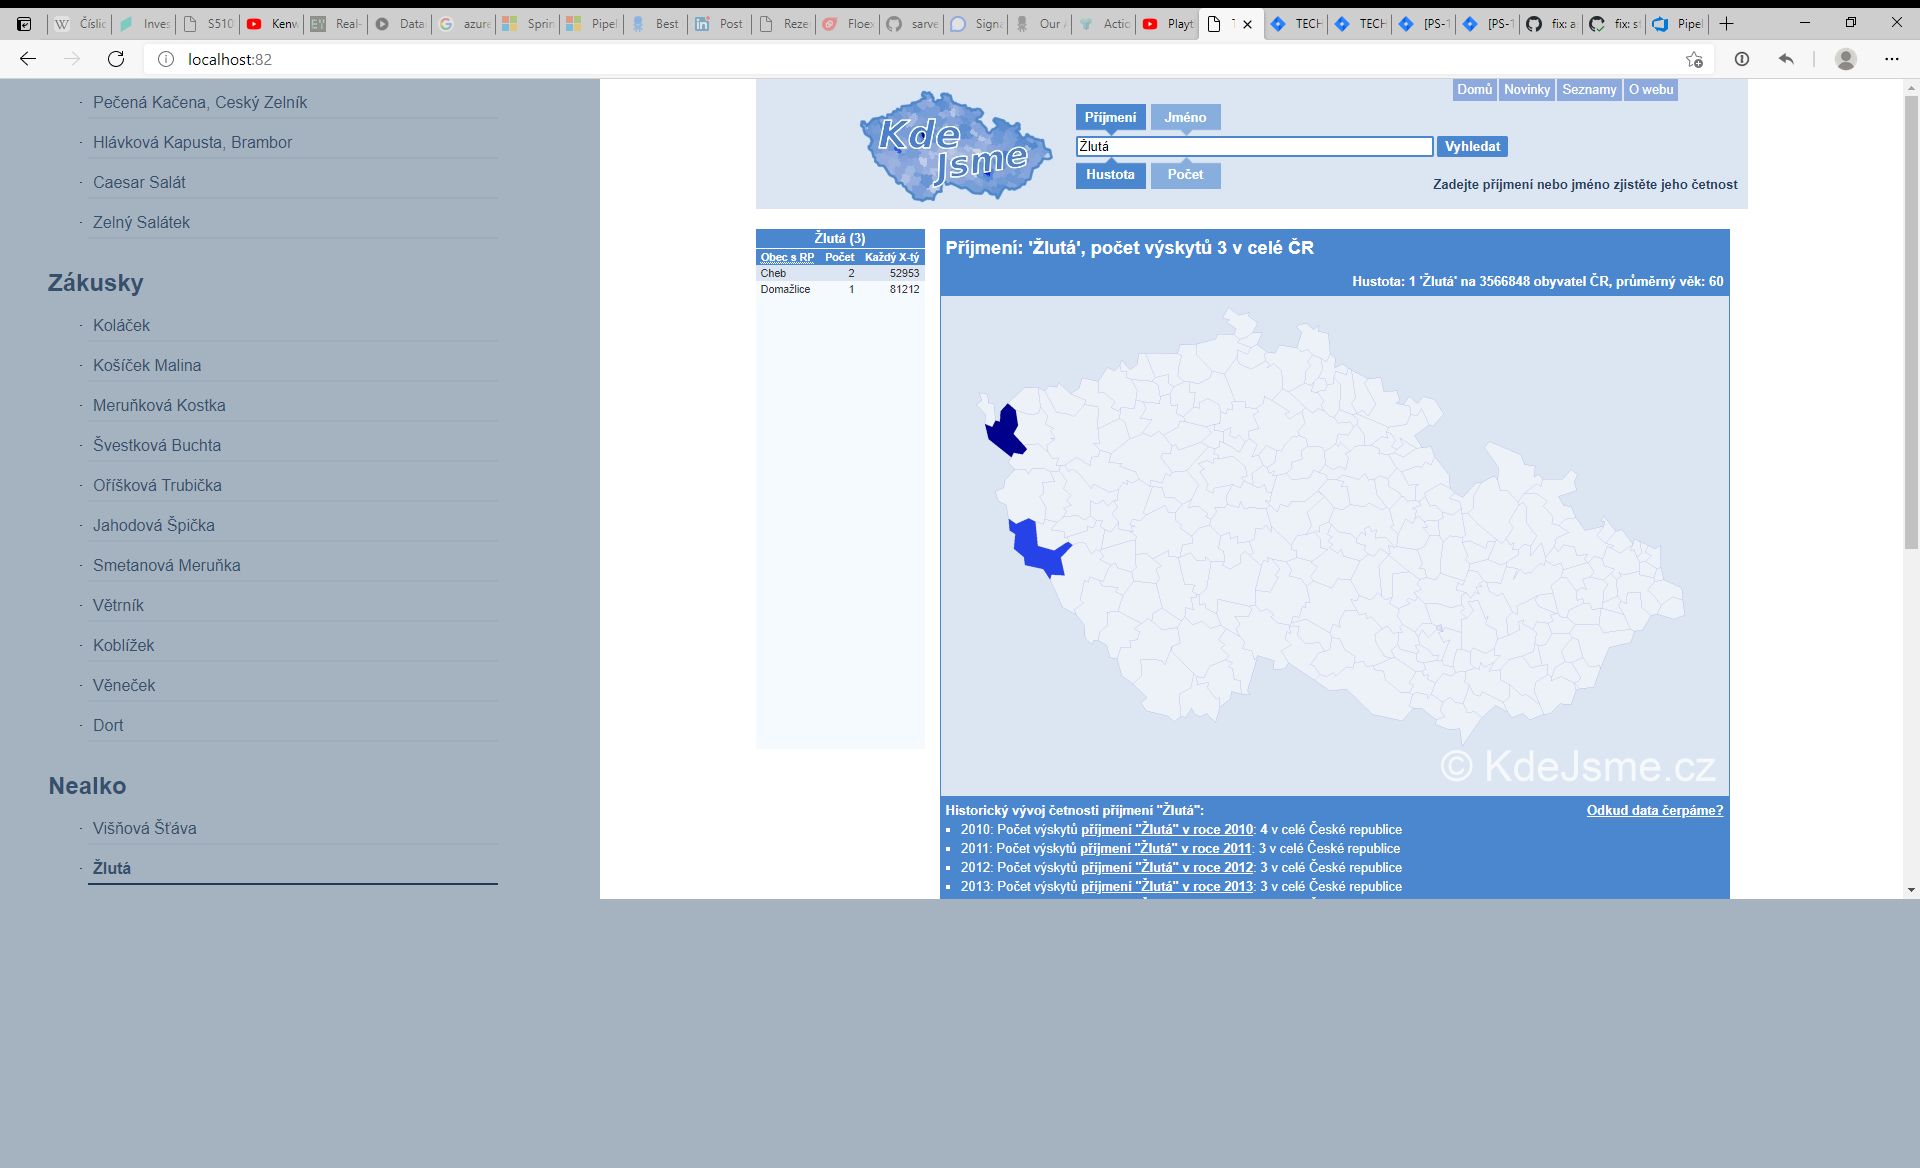 Číslic
Inves
S510
Kenw
Real-
Data
azure
Sprin
Pipel
Best
Post
Reze
Floex
sarve
Signa
Our A
Actio
Playt
TECH
TECH
[PS-1
[PS-1
fix: a
fix: s
Pipel
localhost:82
Pečená Kačena, Ceský Zelník
Hlávková Kapusta, Brambor
Caesar Salát
Zelný Salátek
Zákusky
Koláček
Košíček Malina
Meruňková Kostka
Švestková Buchta
Oříšková Trubička
Jahodová Špička
Smetanová Meruňka
Větrník
Koblížek
Věneček
Dort
Nealko
Višňová Šťáva
Žlutá
Domů Novinky Seznamy O webu
Kde Jsme
Příjmení Jméno
Žlutá Vyhledat
Hustota Počet
Zadejte příjmení nebo jméno zjistěte jeho četnost
Žlutá (3)
Obec s RP Počet Každý X-tý
Cheb 2 52953
Domažlice 1 81212
Příjmení: 'Žlutá', počet výskytů 3 v celé ČR
Hustota: 1 'Žlutá' na 3566848 obyvatel ČR, průměrný věk: 60
© KdeJsme.cz
Historický vývoj četnosti příjmení "Žlutá": Odkud data čerpáme?
2010: Počet výskytů příjmení "Žlutá" v roce 2010: 4 v celé České republice
2011: Počet výskytů příjmení "Žlutá" v roce 2011: 3 v celé České republice
2012: Počet výskytů příjmení "Žlutá" v roce 2012: 3 v celé České republice
2013: Počet výskytů příjmení "Žlutá" v roce 2013: 3 v celé České republice